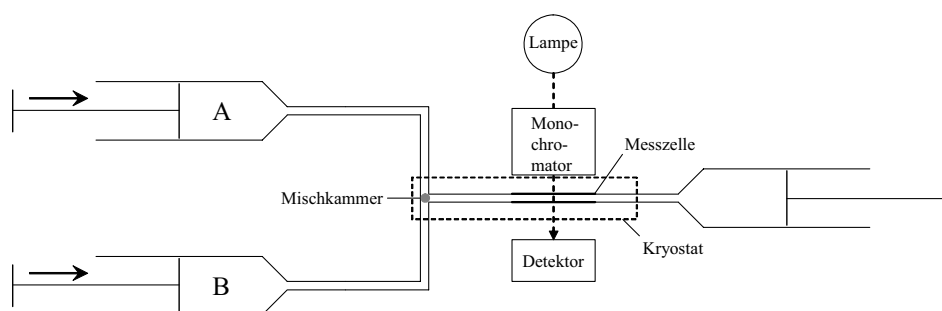 Lampe
A
Mono-
chro-
mator
Messzelle
Mischkammer
Kryostat
Detektor
B